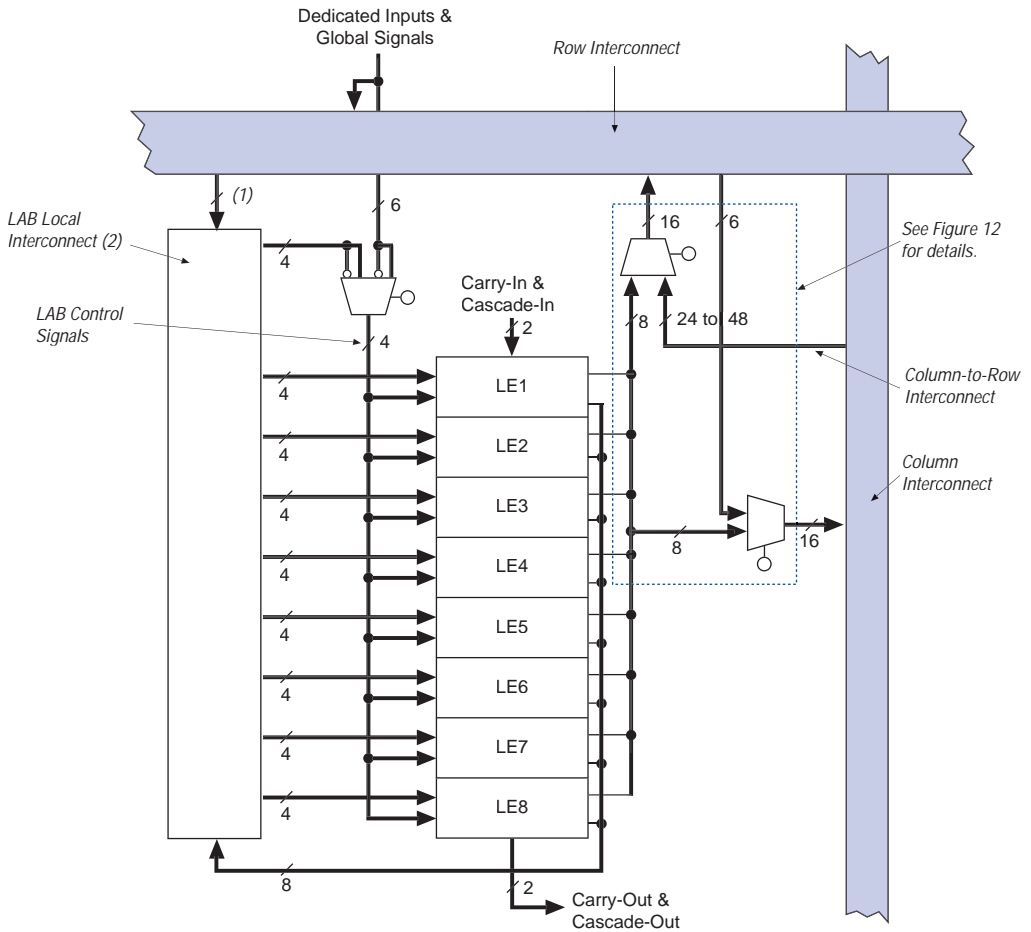 Dedicated Inputs &
Global Signals
Row Interconnect
(1)
6
16
6
LAB Local
Interconnect (2)
See Figure 12
for details.
4
Carry-In &
Cascade-In
LAB Control
Signals
4
2
8
24 to 48
Column-to-Row
Interconnect
4
LE1
4
LE2
Column
Interconnect
4
LE3
8
16
4
LE4
4
LE5
4
LE6
4
LE7
4
LE8
8
2
Carry-Out &
Cascade-Out